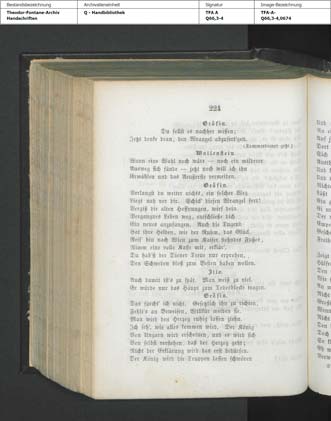 Bestandsbezeichnung
Archivalieneinheit
Signatur
Image-Bezeichnung
Theodor-Fontane-Archiv
Handschriften
Q - Handbibliothek
TFA A
Q66,3-4
TFA-A-
Q66,3-4,0674
224
Gräfin.
Du sollst es nachher wissen;
Jetzt denke dran, den Wrangel abzufert'gen.
(Kammerdiener geht.)
Wallenstein.
Wenn eine Wahl noch wäre — noch ein milderer
Ausweg sich fände — jetzt noch will ich ihn
Erwählen und das Aeußerste vermeiden.
Gräfin.
Verlangst du weiter nichts, ein solcher Weg
Liegt nah vor dir. Schick' diesen Wrangel fort!
Vergiß die alten Hoffnungen, wirf dein
Vergangnes Leben weg, entschließe dich
Ein neues anzufangen. Auch die Tugend
Hat ihre Helden, wie der Ruhm, das Glück.
Reis' hin nach Wien zum Kaiser stehnden Fußes,
Nimm eine volle Kasse mit, erklär',
Du hab'st der Diener Treue nur erproben,
Den Schweden bloß zum Besten haben wollen.
Illo.
Auch damit ist's zu spät. Man weiß zu viel.
Er würde nur das Haupt zum Todesblocke tragen.
Gräfin.
Das fürcht' ich nicht. Gesetzlich ihn zu richten,
Fehlt's an Beweisen, Willkür meiden sie.
Man wird den Herzog ruhig lassen ziehn.
Ich seh', wie alles kommen wird. Der König
Von Ungarn wird erscheinen, und es wird sich
Von selbst verstehen, daß der Herzog geht;
Nicht der Erklärung wird das erst bedürfen.
Der König wird die Truppen lassen schwören